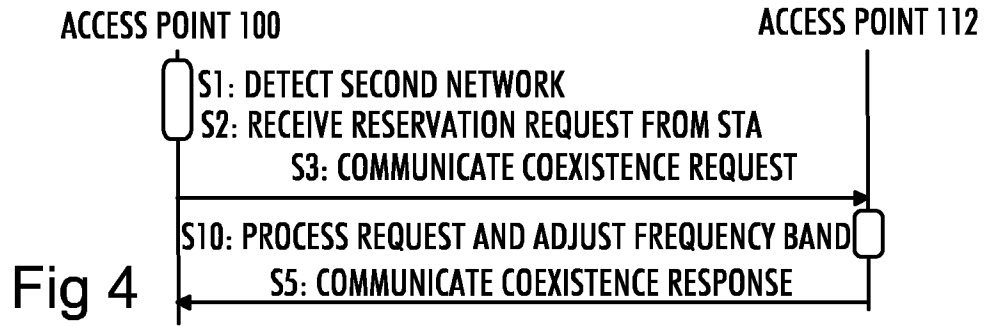 ACCESS POINT 100
ACCESS POINT 112
S1: DETECT SECOND NETWORK
S2: RECEIVE RESERVATION REQUEST FROM STA
S3: COMMUNICATE COEXISTENCE REQUEST
S10: PROCESS REQUEST AND ADJUST FREQUENCY BAND
S5: COMMUNICATE COEXISTENCE RESPONSE
Fig 4